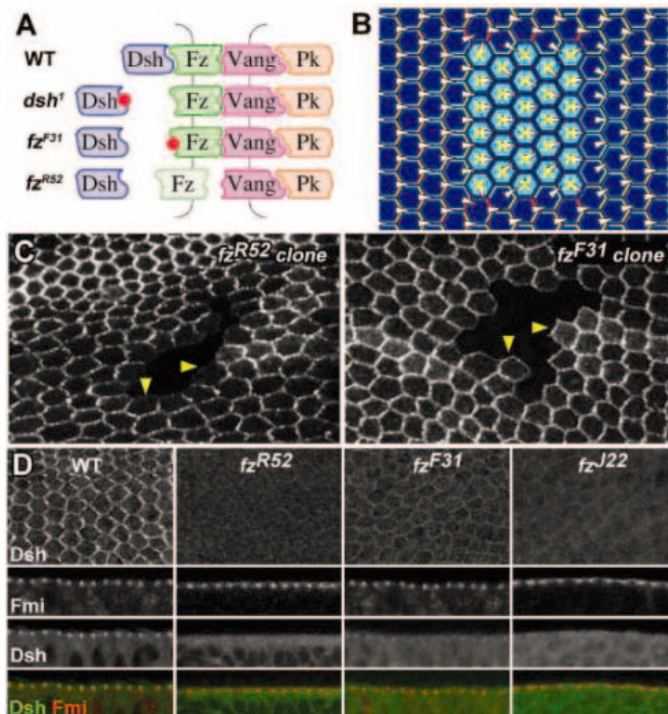 A
WT Dsh Fz Vang Pk
dsh¹ Dsh Fz Vang Pk
fzF31 Dsh Fz Vang Pk
fzR52 Dsh Fz Vang Pk
B
C
fzR52 clone
fzF31 clone
D
WT fzR52 fzF31 fzJ22
Dsh
Fmi
Dsh
Dsh Fmi